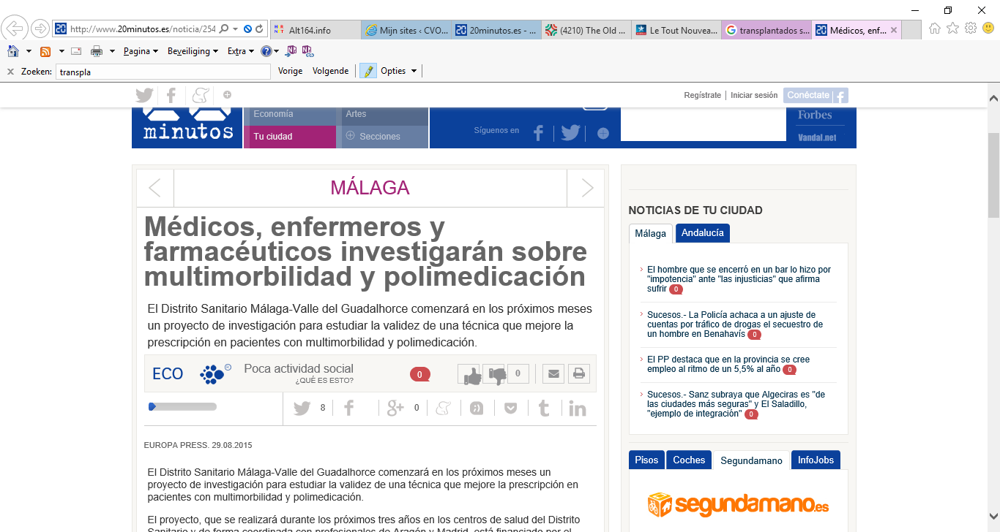 http://www.20minutos.es/noticia/254
Alt164.info
Mijn sites ‹ CVO...
20minutos.es - ...
(4210) The Old ...
Le Tout Nouvea...
transplantados s...
Médicos, enf...
Pagina
Beveiliging
Extra
Zoeken: transpla
Vorige Volgende
Opties
Regístrate Iniciar sesión Conéctate
minutos
Economía
Artes
Tu ciudad
Secciones
Síguenos en
Forbes
Vandal.net
MÁLAGA
Médicos, enfermeros y
farmacéuticos investigarán sobre
multimorbilidad y polimedicación
El Distrito Sanitario Málaga-Valle del Guadalhorce comenzará en los próximos meses
un proyecto de investigación para estudiar la validez de una técnica que mejore la
prescripción en pacientes con multimorbilidad y polimedicación.
ECO
Poca actividad social
¿QUÉ ES ESTO?
0
0
8
0
EUROPA PRESS. 29.08.2015
El Distrito Sanitario Málaga-Valle del Guadalhorce comenzará en los próximos meses un
proyecto de investigación para estudiar la validez de una técnica que mejore la prescripción en
pacientes con multimorbilidad y polimedicación.
El proyecto, que se realizará durante los próximos tres años en los centros de salud del Distrito
Sanitario y de forma coordinada con profesionales de Aragón y Madrid, está financiado por el
NOTICIAS DE TU CIUDAD
Málaga
Andalucía
El hombre que se encerró en un bar lo hizo por
"impotencia" ante "las injusticias" que afirma
sufrir 0
Sucesos.- La Policía achaca a un ajuste de
cuentas por tráfico de drogas el secuestro de
un hombre en Benahavís 0
El PP destaca que en la provincia se cree
empleo al ritmo de un 5,5% al año 0
Sucesos.- Sanz subraya que Algeciras es "de
las ciudades más seguras" y El Saladillo,
"ejemplo de integración" 0
Pisos
Coches
Segundamano
InfoJobs
segundamano.es